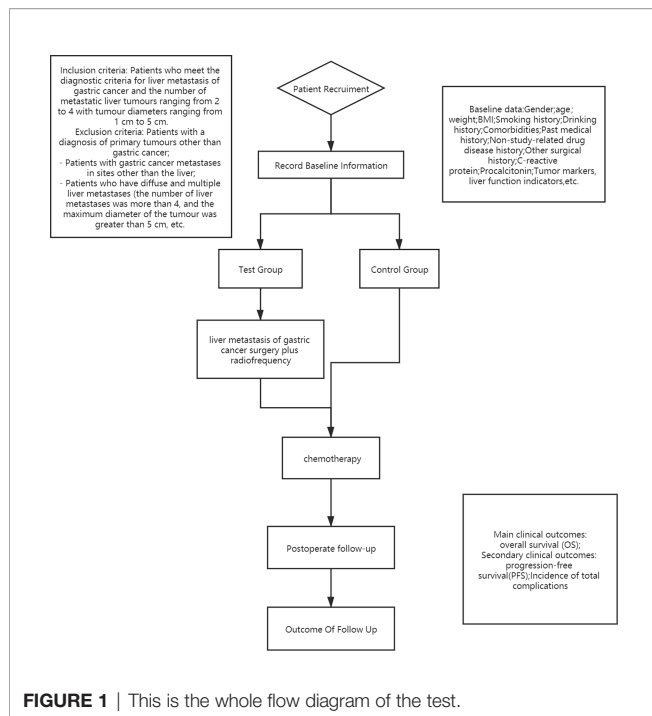 Inclusion criteria: Patients who meet the
diagnostic criteria for liver metastasis of
gastric cancer and the number of
metastatic liver tumours ranging from 2
to 4 with tumour diameters ranging from
1 cm to 5 cm.
Exclusion criteria: Patients with a
diagnosis of primary tumours other than
gastric cancer;
- Patients with gastric cancer metastases
in sites other than the liver;
- Patients who have diffuse and multiple
liver metastases (the number of liver
metastases was more than 4, and the
maximum diameter of the tumour was
greater than 5 cm, etc.
Patient Recruiment
Record Baseline Information
Baseline data:Gender;age;
weight;BMI;Smoking history;Drinking
history;Comorbidities;Past medical
history;Non-study-related drug
disease history;Other surgical
history;C-reactive
protein;Procalcitonin;Tumor markers,
liver function indicators,etc.
Test Group
Control Group
liver metastasis of gastric
cancer surgery plus
radiofrequency
chemotherapy
Postoperate follow-up
Main clinical outcomes:
overall survival (OS);
Secondary clinical outcomes:
progression-free
survival(PFS);Incidence of total
complications
Outcome Of Follow Up
FIGURE 1 | This is the whole flow diagram of the test.